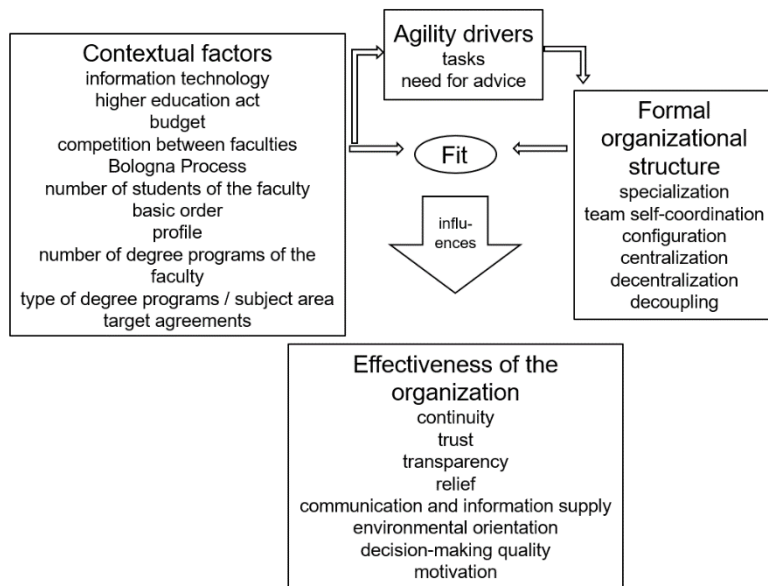 Contextual factors
information technology
higher education act
budget
competition between faculties
Bologna Process
number of students of the faculty
basic order
profile
number of degree programs of the
faculty
type of degree programs / subject area
target agreements
Agility drivers
tasks
need for advice
Fit
influ-
ences
Formal
organizational
structure
specialization
team self-coordination
configuration
centralization
decentralization
decoupling
Effectiveness of the
organization
continuity
trust
transparency
relief
communication and information supply
environmental orientation
decision-making quality
motivation